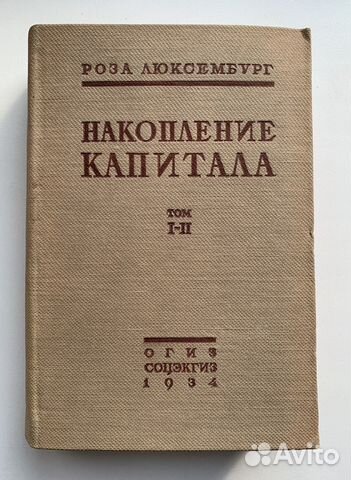 РОЗА ЛЮКСЕМБУРГ
НАКОПЛЕНИЕ
КАПИТАЛА
ТОМ
I-II
ОГИЗ
СОЦЭКГИЗ
1934
Avito